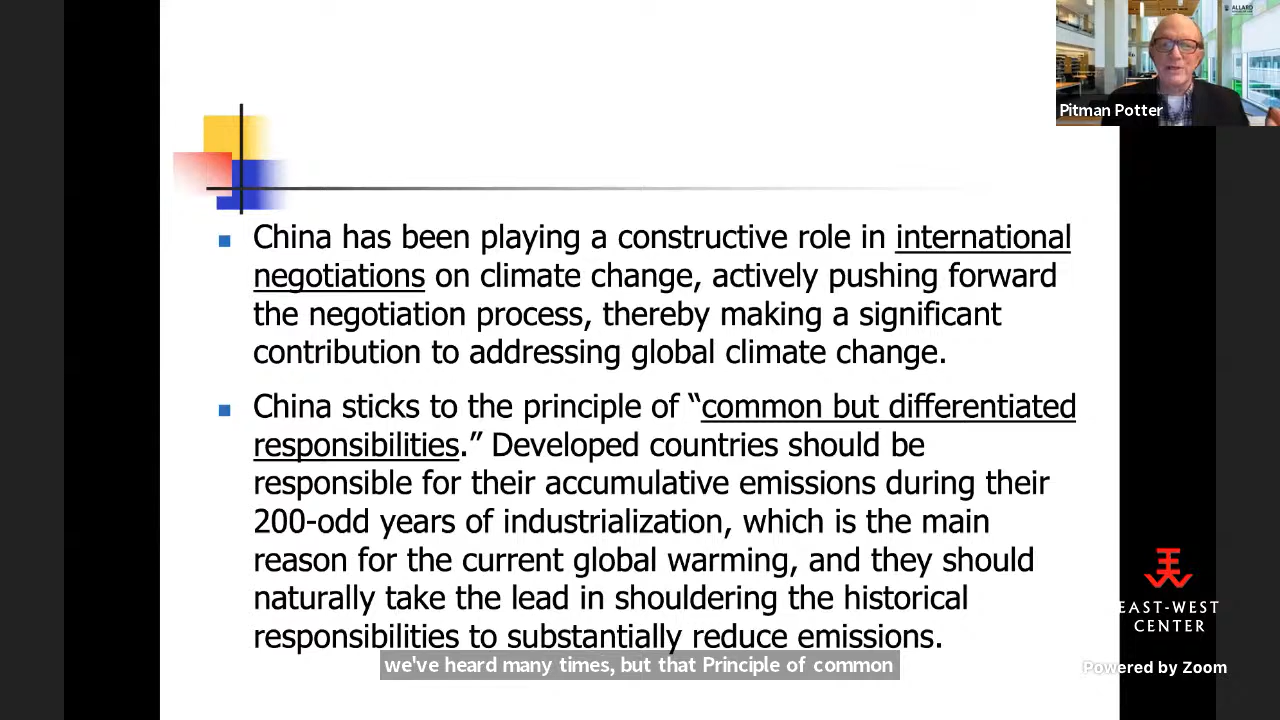 ALLARD
Pitman Potter
China has been playing a constructive role in international
negotiations on climate change, actively pushing forward
the negotiation process, thereby making a significant
contribution to addressing global climate change.
China sticks to the principle of “common but differentiated
responsibilities.” Developed countries should be
responsible for their accumulative emissions during their
200-odd years of industrialization, which is the main
reason for the current global warming, and they should
naturally take the lead in shouldering the historical
responsibilities to substantially reduce emissions.
we've heard many times, but that Principle of common
EAST-WEST
CENTER
Powered by Zoom